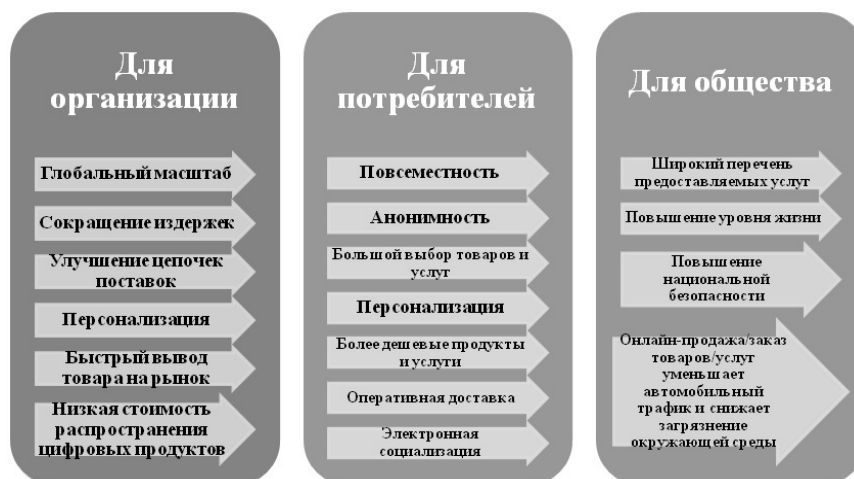 Для
организации
Глобальный масштаб
Сокращение издержек
Улучшение цепочек
поставок
Персонализация
Быстрый вывод
товара на рынок
Низкая стоимость
распространения
цифровых продуктов
Для
потребителей
Повсеместность
Анонимность
Большой выбор товаров и
услуг
Персонализация
Более дешевые продукты
и услуги
Оперативная доставка
Электронная
социализация
Для общества
Широкий перечень
предоставляемых услуг
Повышение уровня жизни
Повышение
национальной
безопасности
Онлайн-продажа/заказ
товаров/услуг
уменьшает
автомобильный
трафик и снижает
загрязнение
окружающей среды